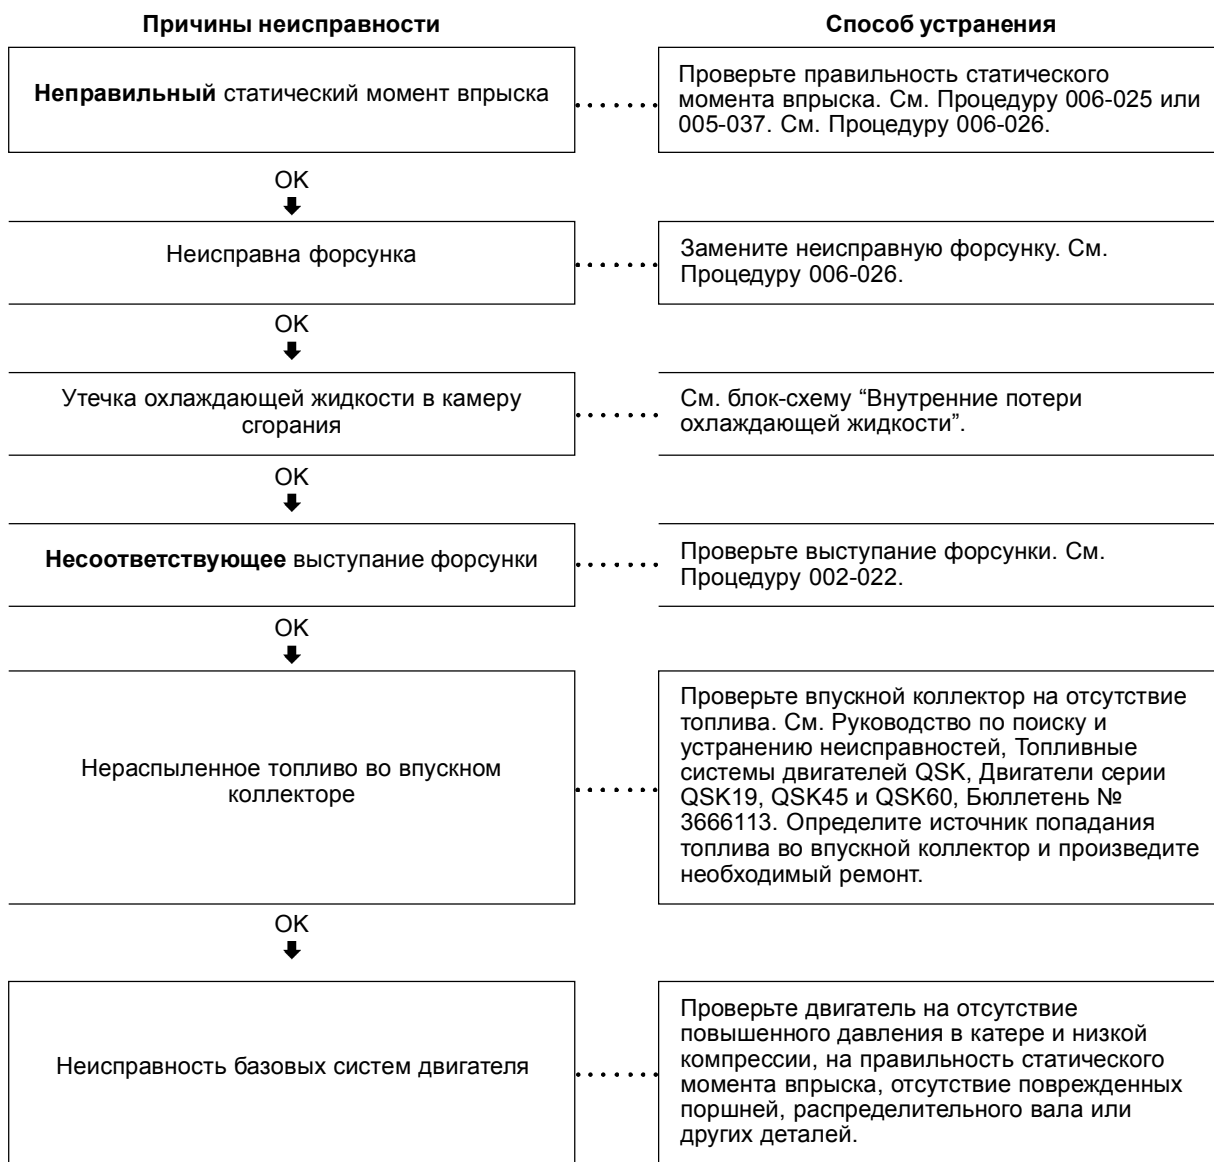 Причины неисправности
Способ устранения
Неправильный статический момент впрыска
Проверьте правильность статического
момента впрыска. См. Процедуру 006-025 или
005-037. См. Процедуру 006-026.
OK
Неисправна форсунка
Замените неисправную форсунку. См.
Процедуру 006-026.
OK
Утечка охлаждающей жидкости в камеру
сгорания
См. блок-схему “Внутренние потери
охлаждающей жидкости”.
OK
Несоответствующее выступание форсунки
Проверьте выступание форсунки. См.
Процедуру 002-022.
OK
Нераспыленное топливо во впускном
коллекторе
Проверьте впускной коллектор на отсутствие
топлива. См. Руководство по поиску и
устранению неисправностей, Топливные
системы двигателей QSK, Двигатели серии
QSK19, QSK45 и QSK60, Бюллетень №
3666113. Определите источник попадания
топлива во впускной коллектор и произведите
необходимый ремонт.
OK
Неисправность базовых систем двигателя
Проверьте двигатель на отсутствие
повышенного давления в катере и низкой
компрессии, на правильность статического
момента впрыска, отсутствие поврежденных
поршней, распределительного вала или
других деталей.